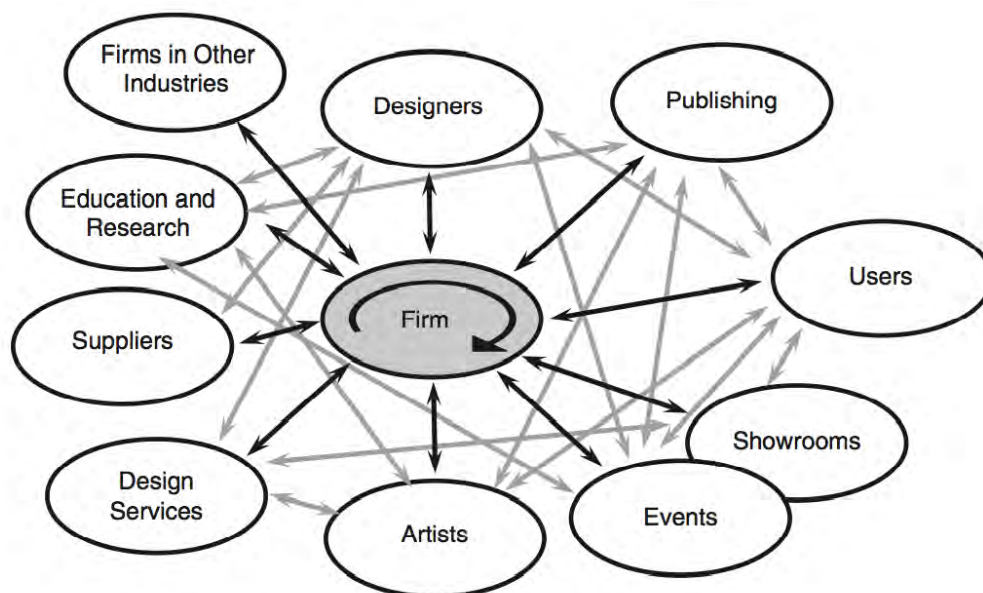 Firms in Other
Industries
Designers
Publishing
Education and
Research
Users
Firm
Suppliers
Showrooms
Design
Services
Artists
Events